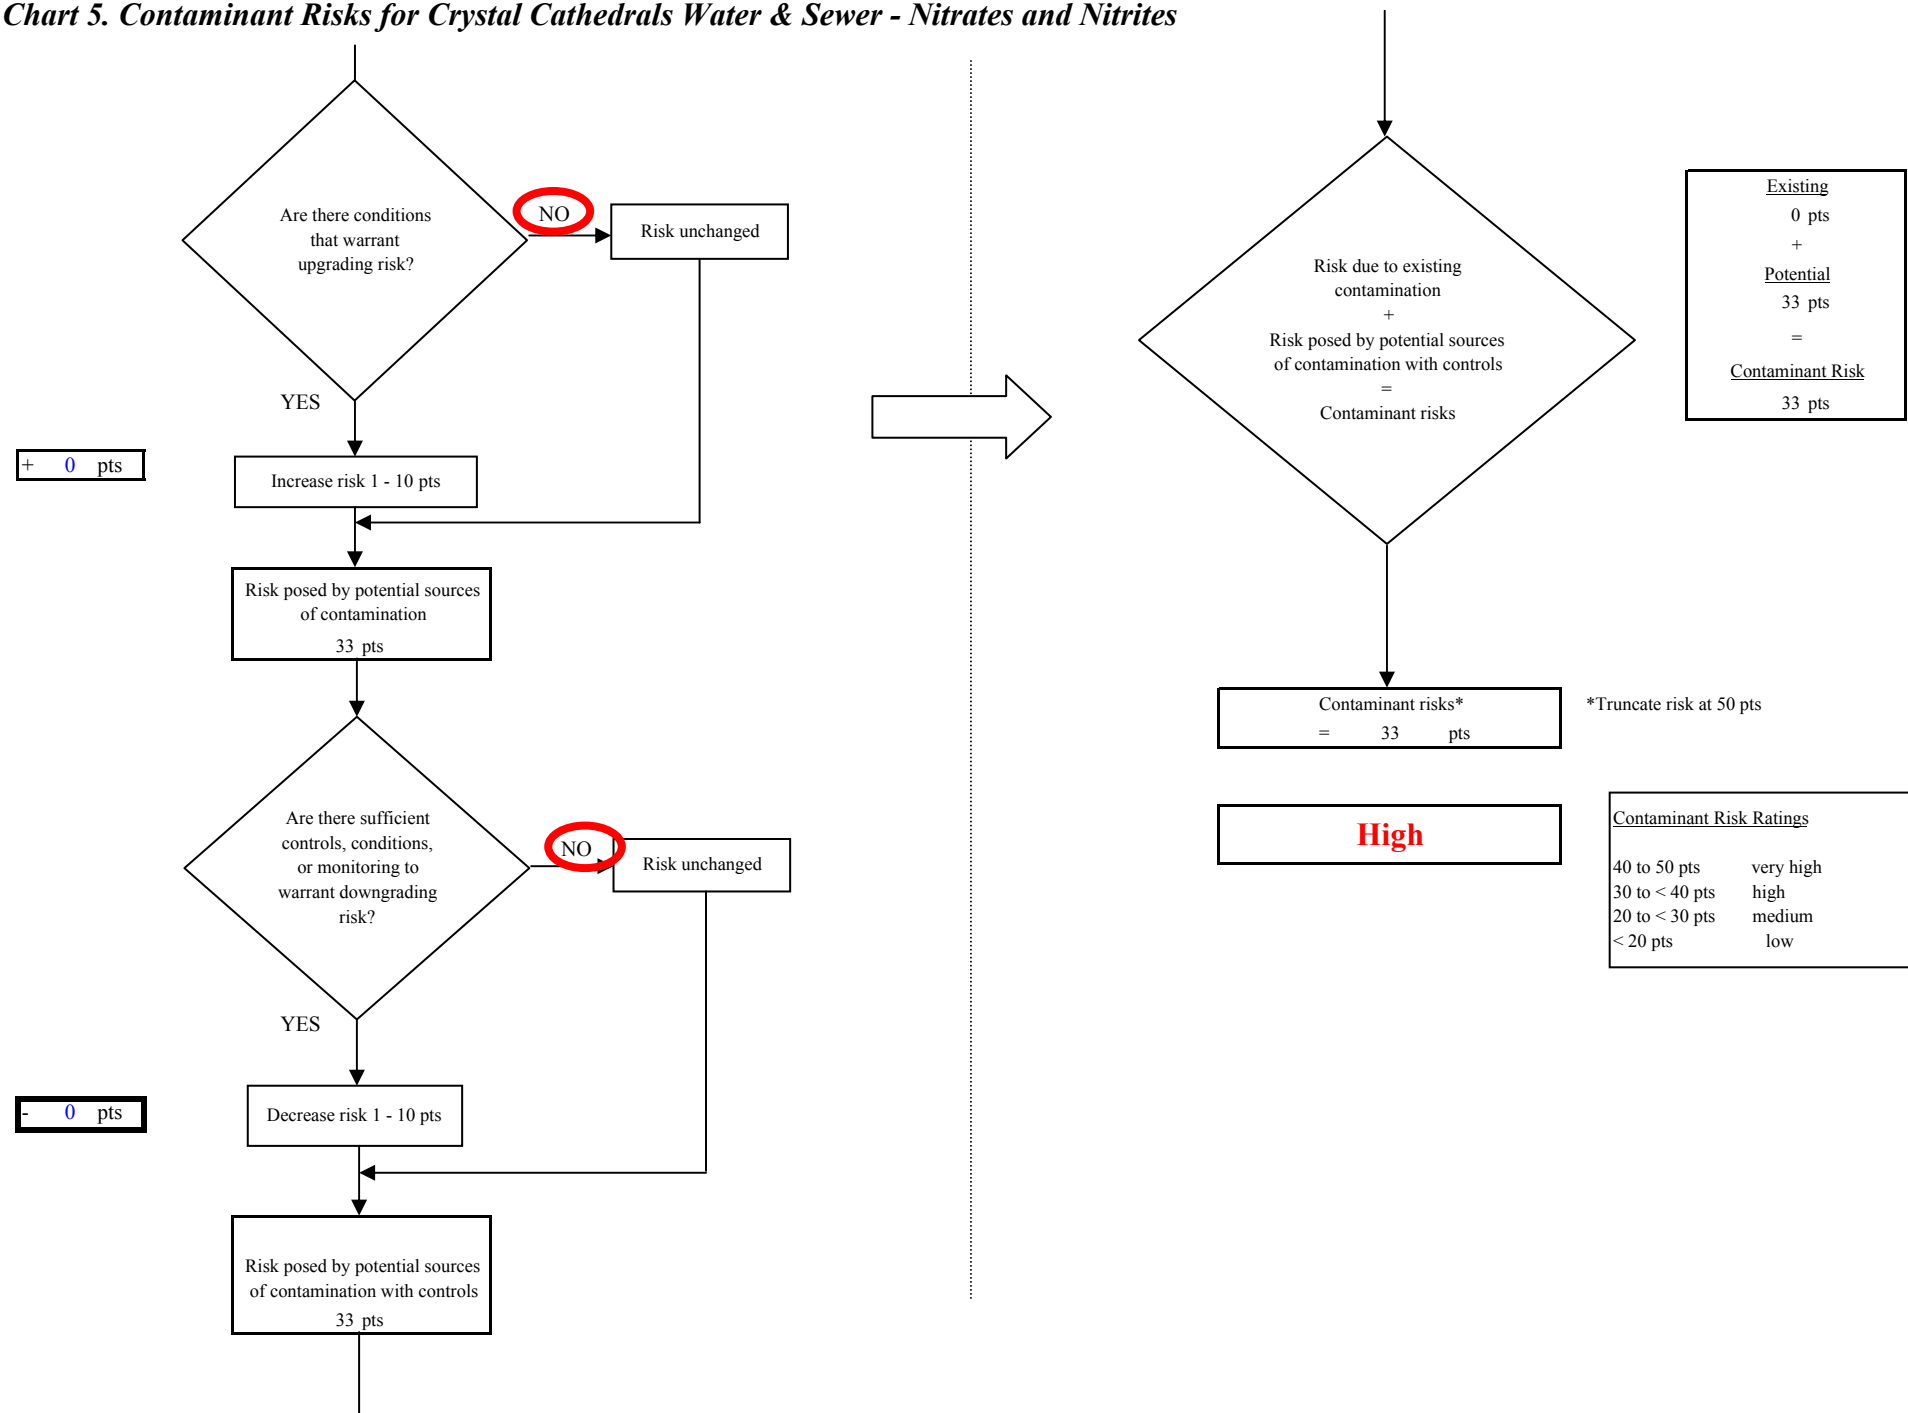 Chart 5. Contaminant Risks for Crystal Cathedrals Water & Sewer - Nitrates and Nitrites
Are there conditions
that warrant
upgrading risk?
NO
Risk unchanged
YES
+ 0 pts
Increase risk 1 - 10 pts
Risk posed by potential sources
of contamination
33 pts
Are there sufficient
controls, conditions,
or monitoring to
warrant downgrading
risk?
NO
Risk unchanged
YES
- 0 pts
Decrease risk 1 - 10 pts
Risk posed by potential sources
of contamination with controls
33 pts
Risk due to existing
contamination
+
Risk posed by potential sources
of contamination with controls
=
Contaminant risks
Existing
0 pts
+
Potential
33 pts
=
Contaminant Risk
33 pts
Contaminant risks*
= 33 pts
*Truncate risk at 50 pts
High
Contaminant Risk Ratings
40 to 50 pts very high
30 to < 40 pts high
20 to < 30 pts medium
< 20 pts low